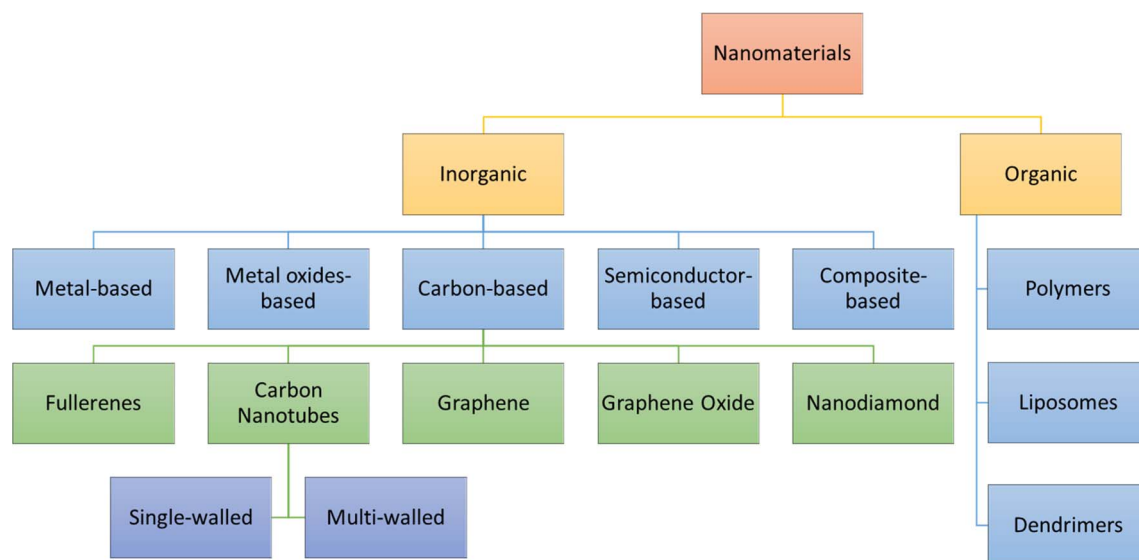 Nanomaterials
Inorganic
Organic
Metal-based
Metal oxides-
based
Carbon-based
Semiconductor-
based
Composite-
based
Polymers
Fullerenes
Carbon
Nanotubes
Graphene
Graphene Oxide
Nanodiamond
Liposomes
Single-walled
Multi-walled
Dendrimers